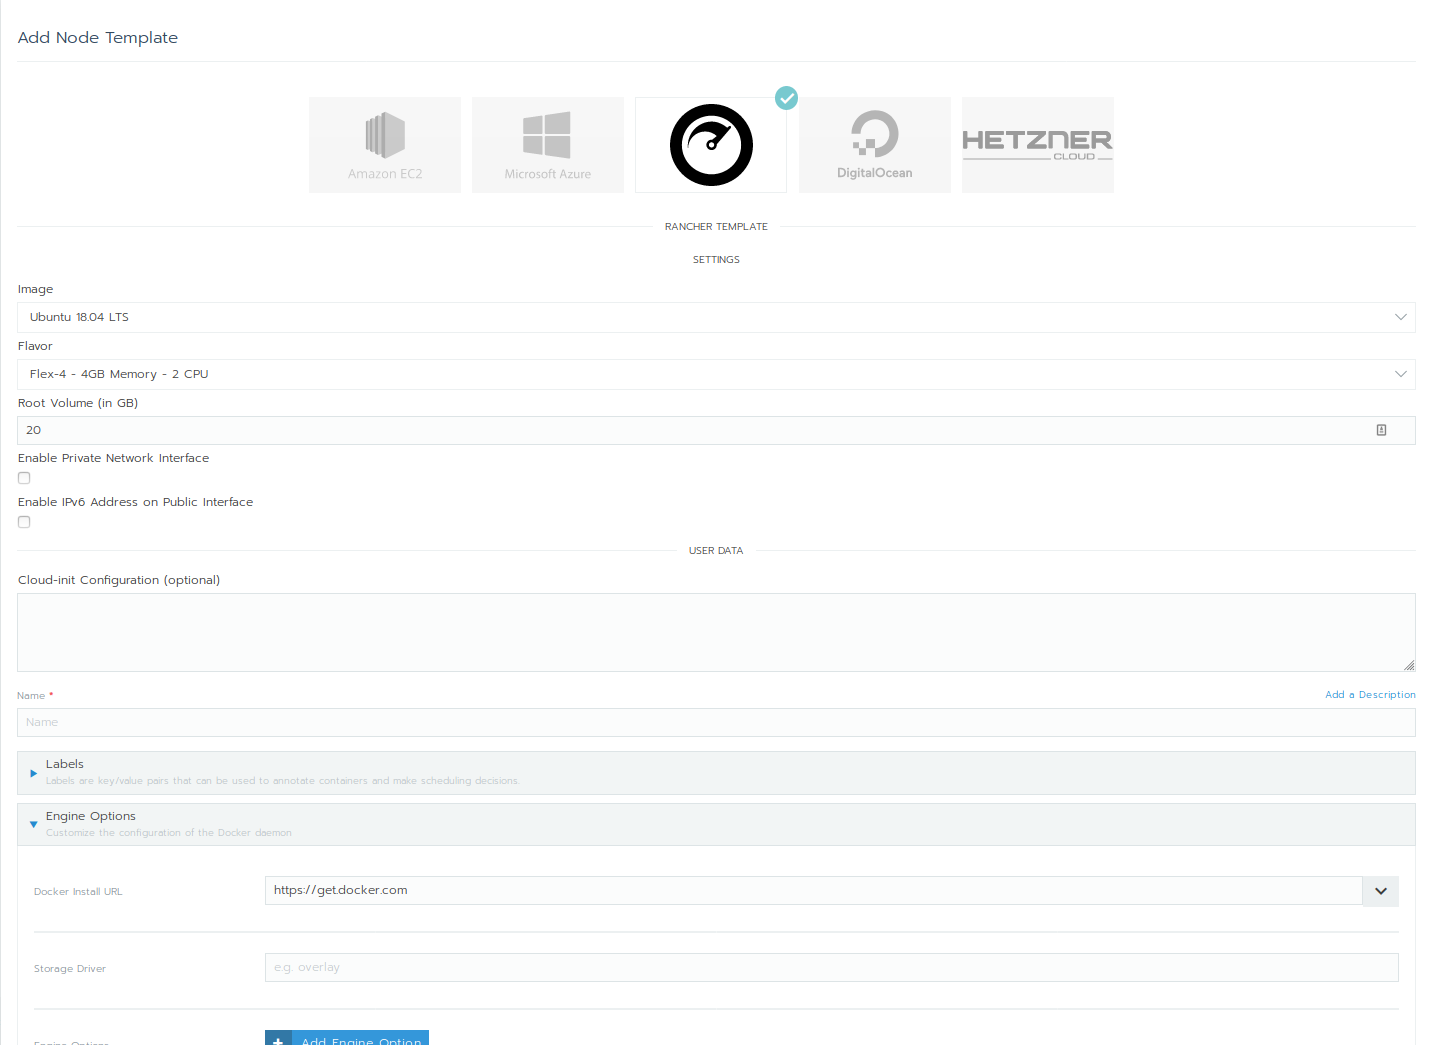 Add Node Template
Amazon EC2
Microsoft Azure
DigitalOcean
HETZNER
CLOUD
RANCHER TEMPLATE
SETTINGS
Image
Ubuntu 18.04 LTS
Flavor
Flex-4 - 4GB Memory - 2 CPU
Root Volume (in GB)
20
Enable Private Network Interface
Enable IPv6 Address on Public Interface
USER DATA
Cloud-init Configuration (optional)
Name *
Add a Description
Name
Labels
Labels are key/value pairs that can be used to annotate containers and make scheduling decisions.
Engine Options
Customize the configuration of the Docker daemon
Docker Install URL
https://get.docker.com
Storage Driver
e.g. overlay
Engine Options
+ Add Engine Option